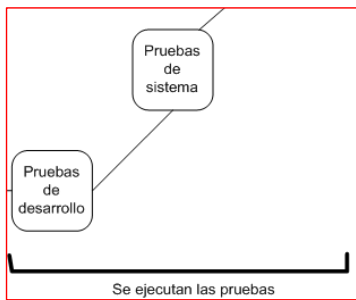 Pruebas
de
sistema
Pruebas
de
desarrollo
Se ejecutan las pruebas